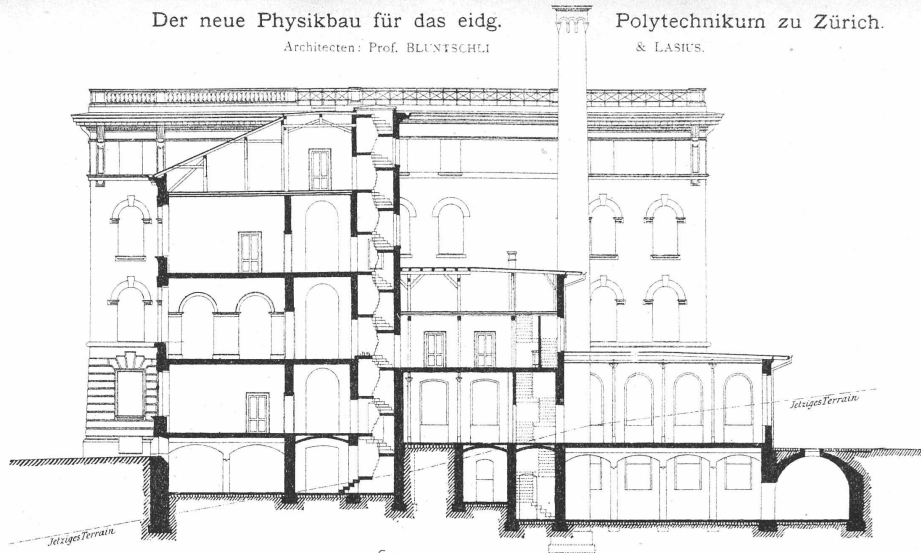 Der neue Physikbau für das eidg. Polytechnikum zu Zürich.
Architecten: Prof. BLUNTSCHLI & LASIUS.
Jetziges Terrain
Jetziges Terrain